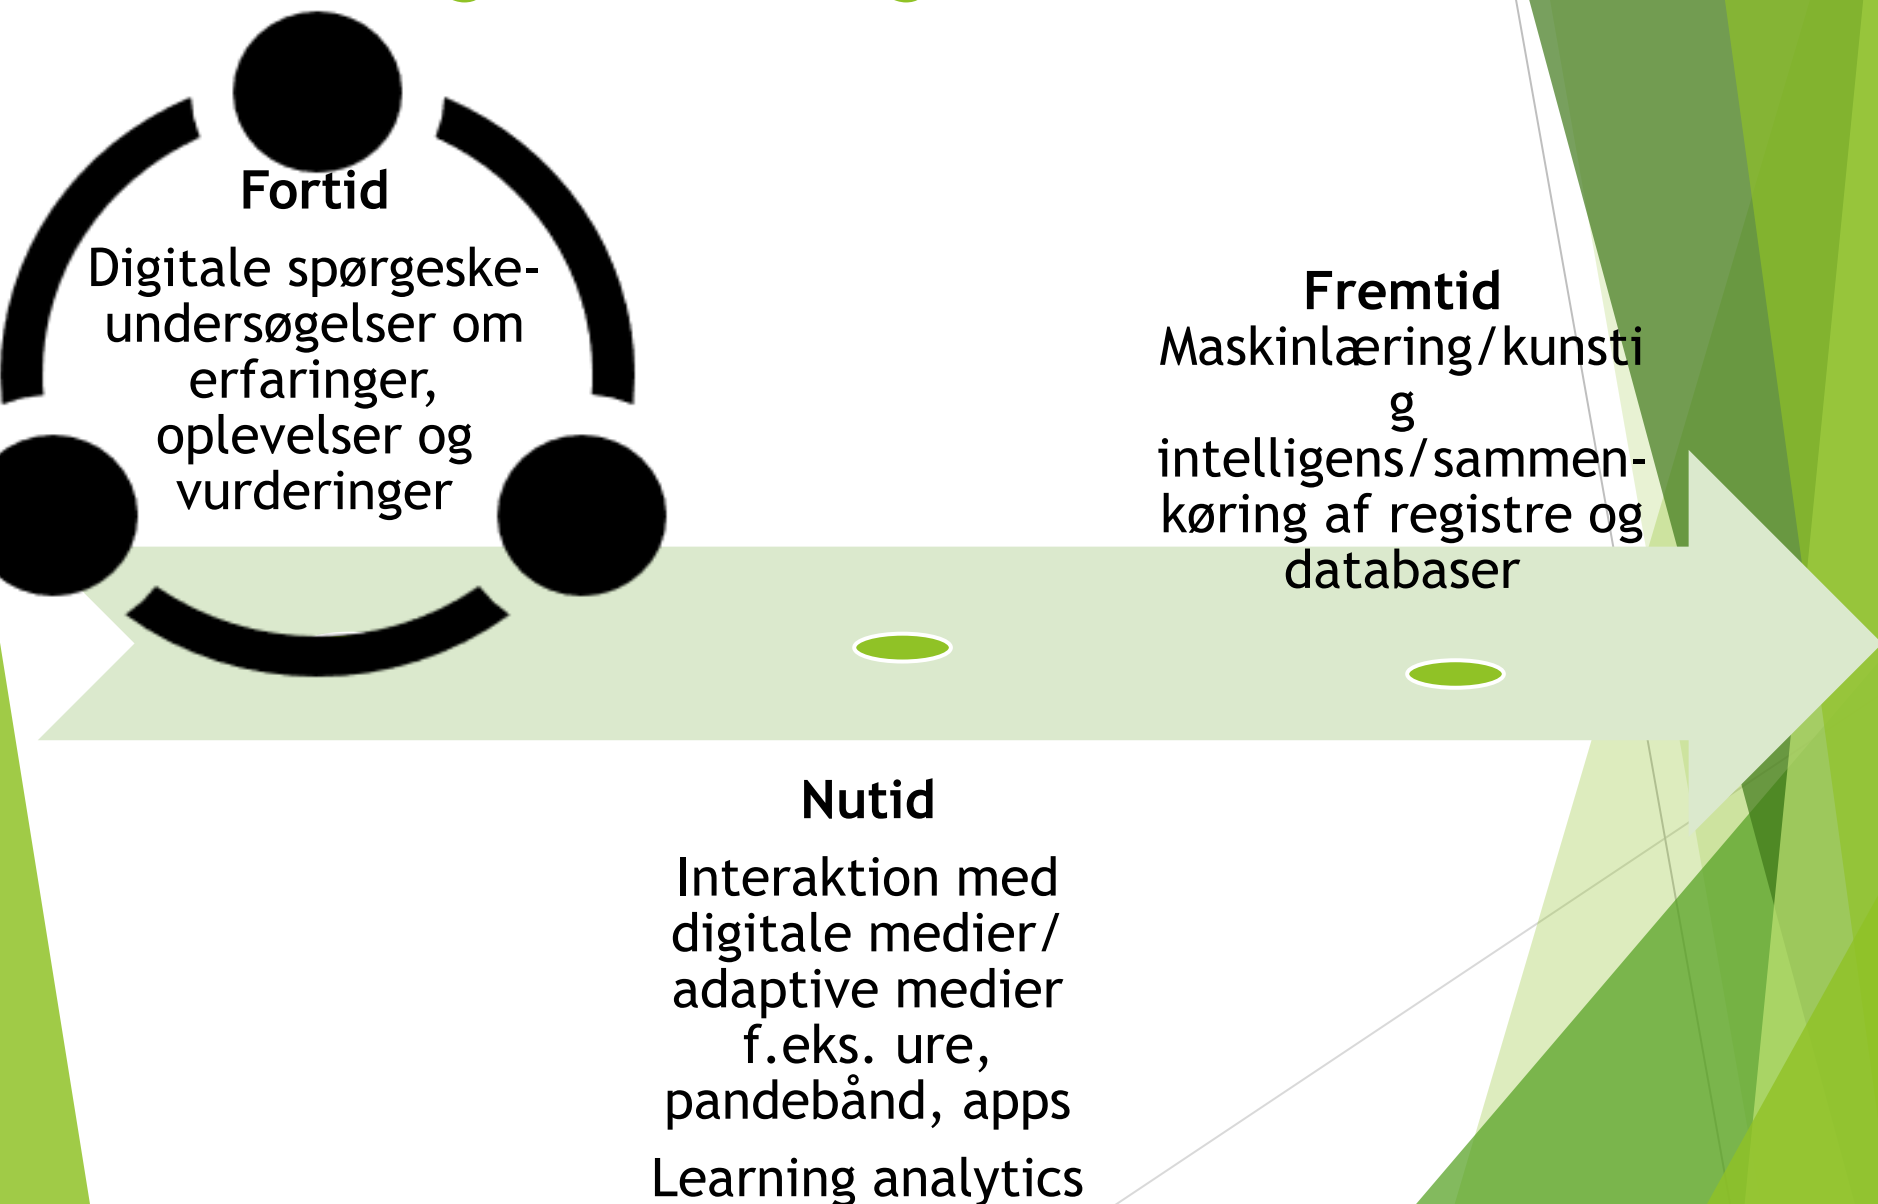 Fortid
Digitale spørgeske-
undersøgelser om
erfaringer,
oplevelser og
vurderinger
Fremtid
Maskinlæring/kunsti
g
intelligens/sammen-
køring af registre og
databaser
Nutid
Interaktion med
digitale medier/
adaptive medier
f.eks. ure,
pandebånd, apps
Learning analytics